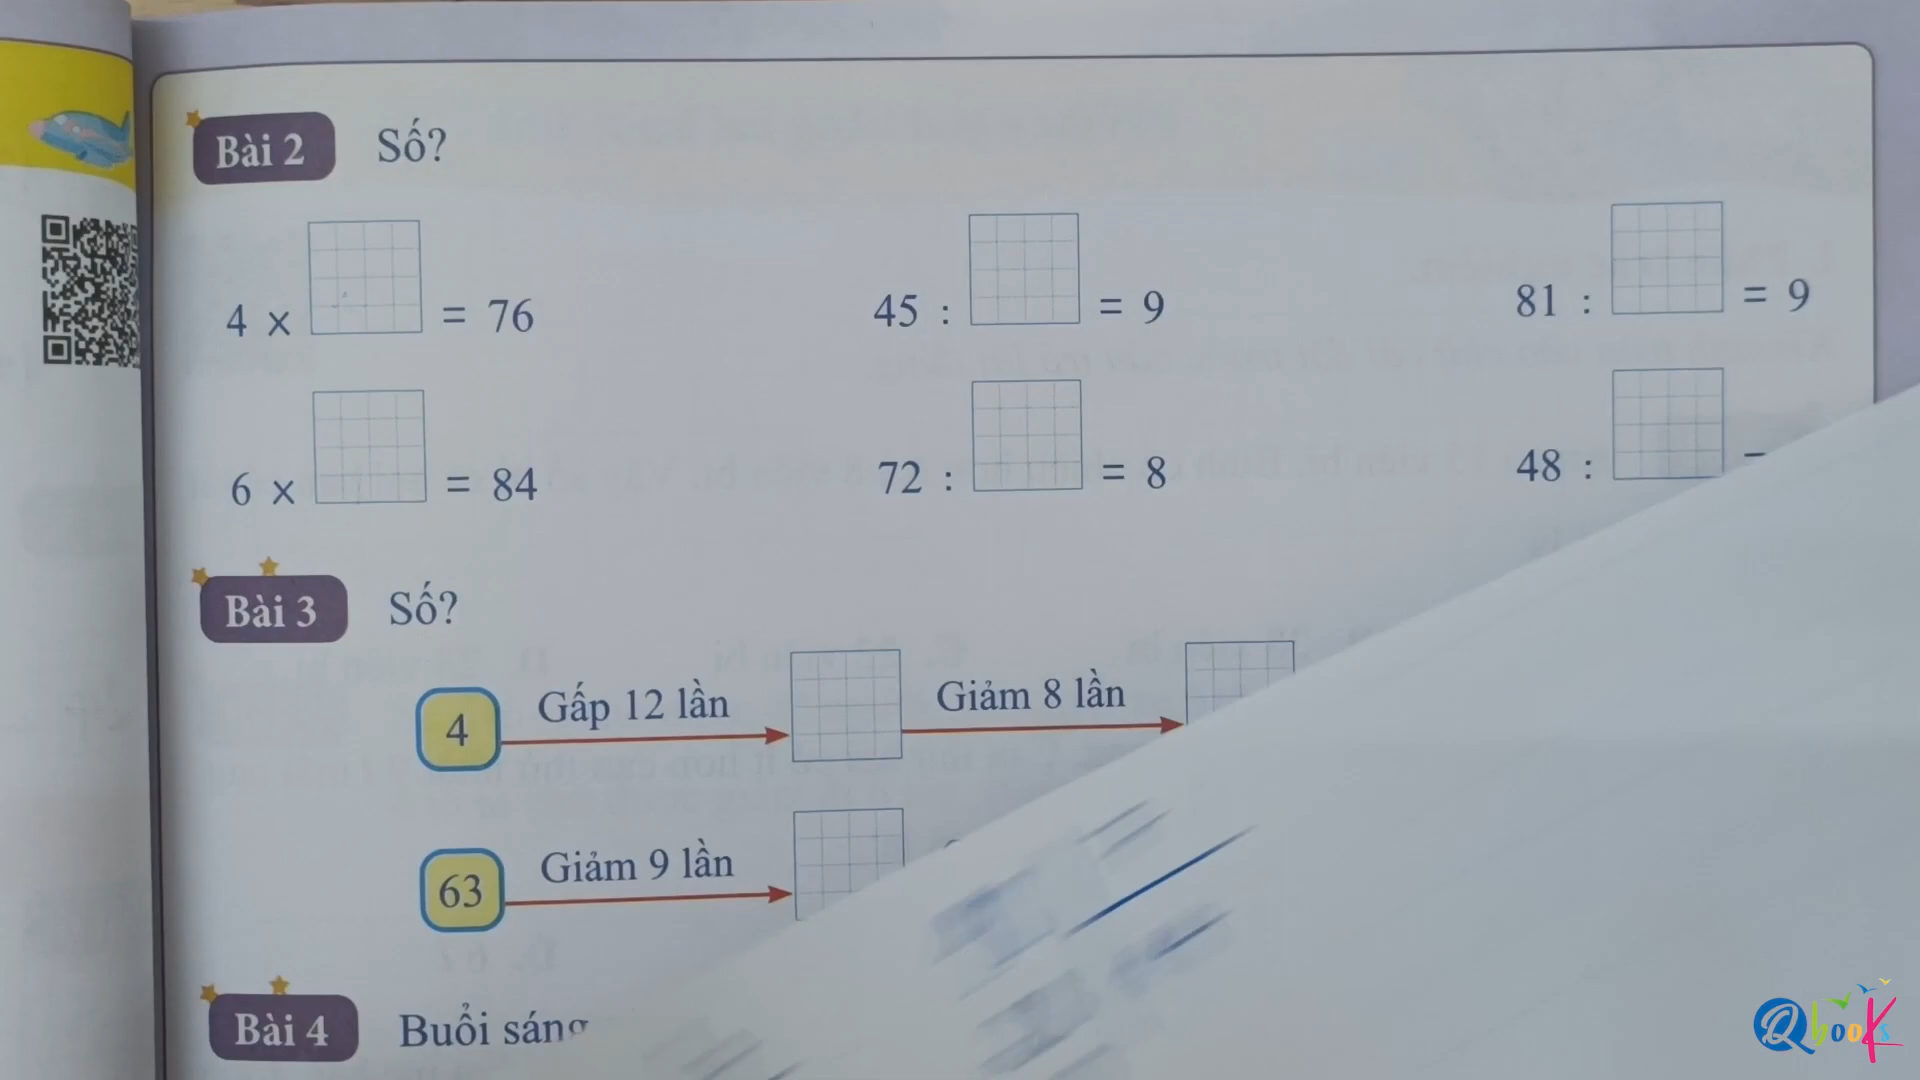 Bài 2 Số?
4 × = 76 45 : = 9 81 : = 9
6 × = 84 72 : = 8 48 :
Bài 3 Số?
4 Gấp 12 lần Giảm 8 lần
63 Giảm 9 lần
Bài 4 Buổi sáng
Qbooks